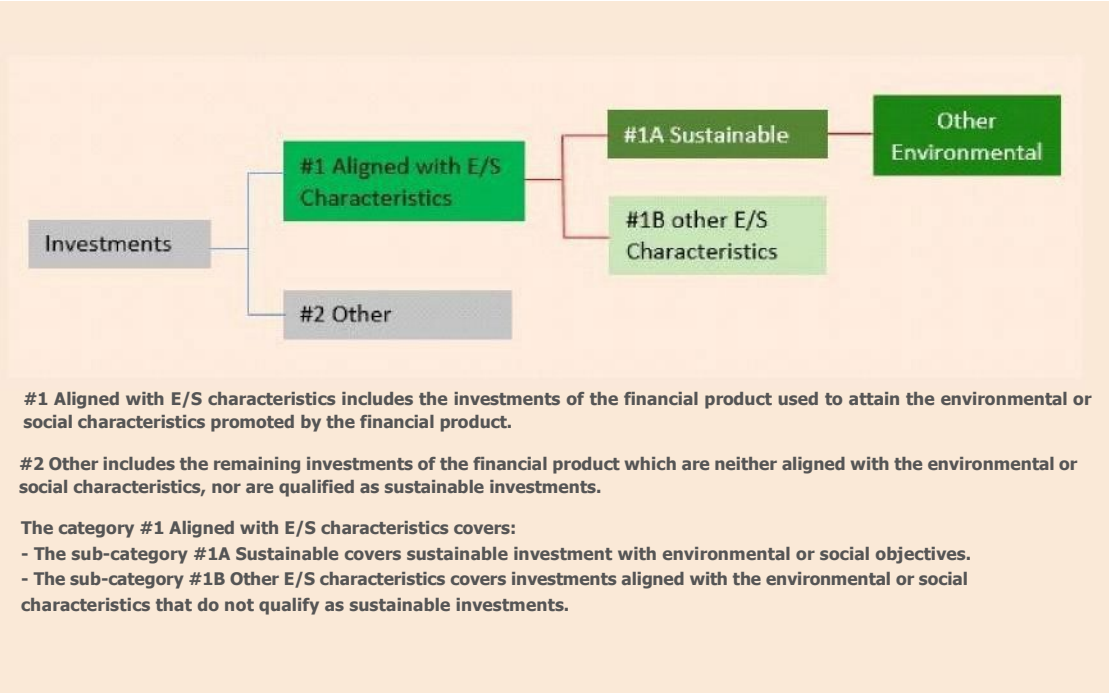 Investments
#1 Aligned with E/S
Characteristics
#2 Other
#1A Sustainable
#1B other E/S
Characteristics
Other
Environmental
#1 Aligned with E/S characteristics includes the investments of the financial product used to attain the environmental or
social characteristics promoted by the financial product.
#2 Other includes the remaining investments of the financial product which are neither aligned with the environmental or
social characteristics, nor are qualified as sustainable investments.
The category #1 Aligned with E/S characteristics covers:
- The sub-category #1A Sustainable covers sustainable investment with environmental or social objectives.
- The sub-category #1B Other E/S characteristics covers investments aligned with the environmental or social
characteristics that do not qualify as sustainable investments.